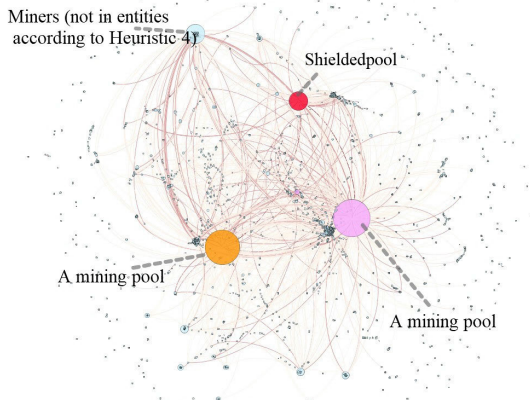 Miners (not in entities
according to Heuristic 4)
Shieldedpool
A mining pool
A mining pool